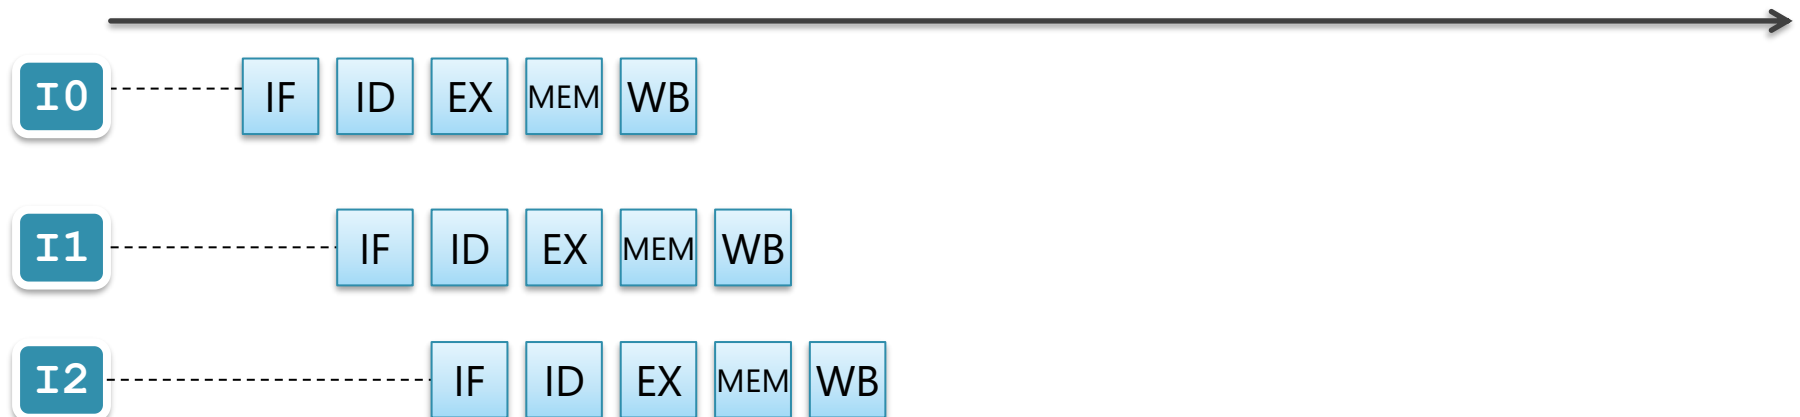 I0 IF ID EX MEM WB
I1 IF ID EX MEM WB
I2 IF ID EX MEM WB